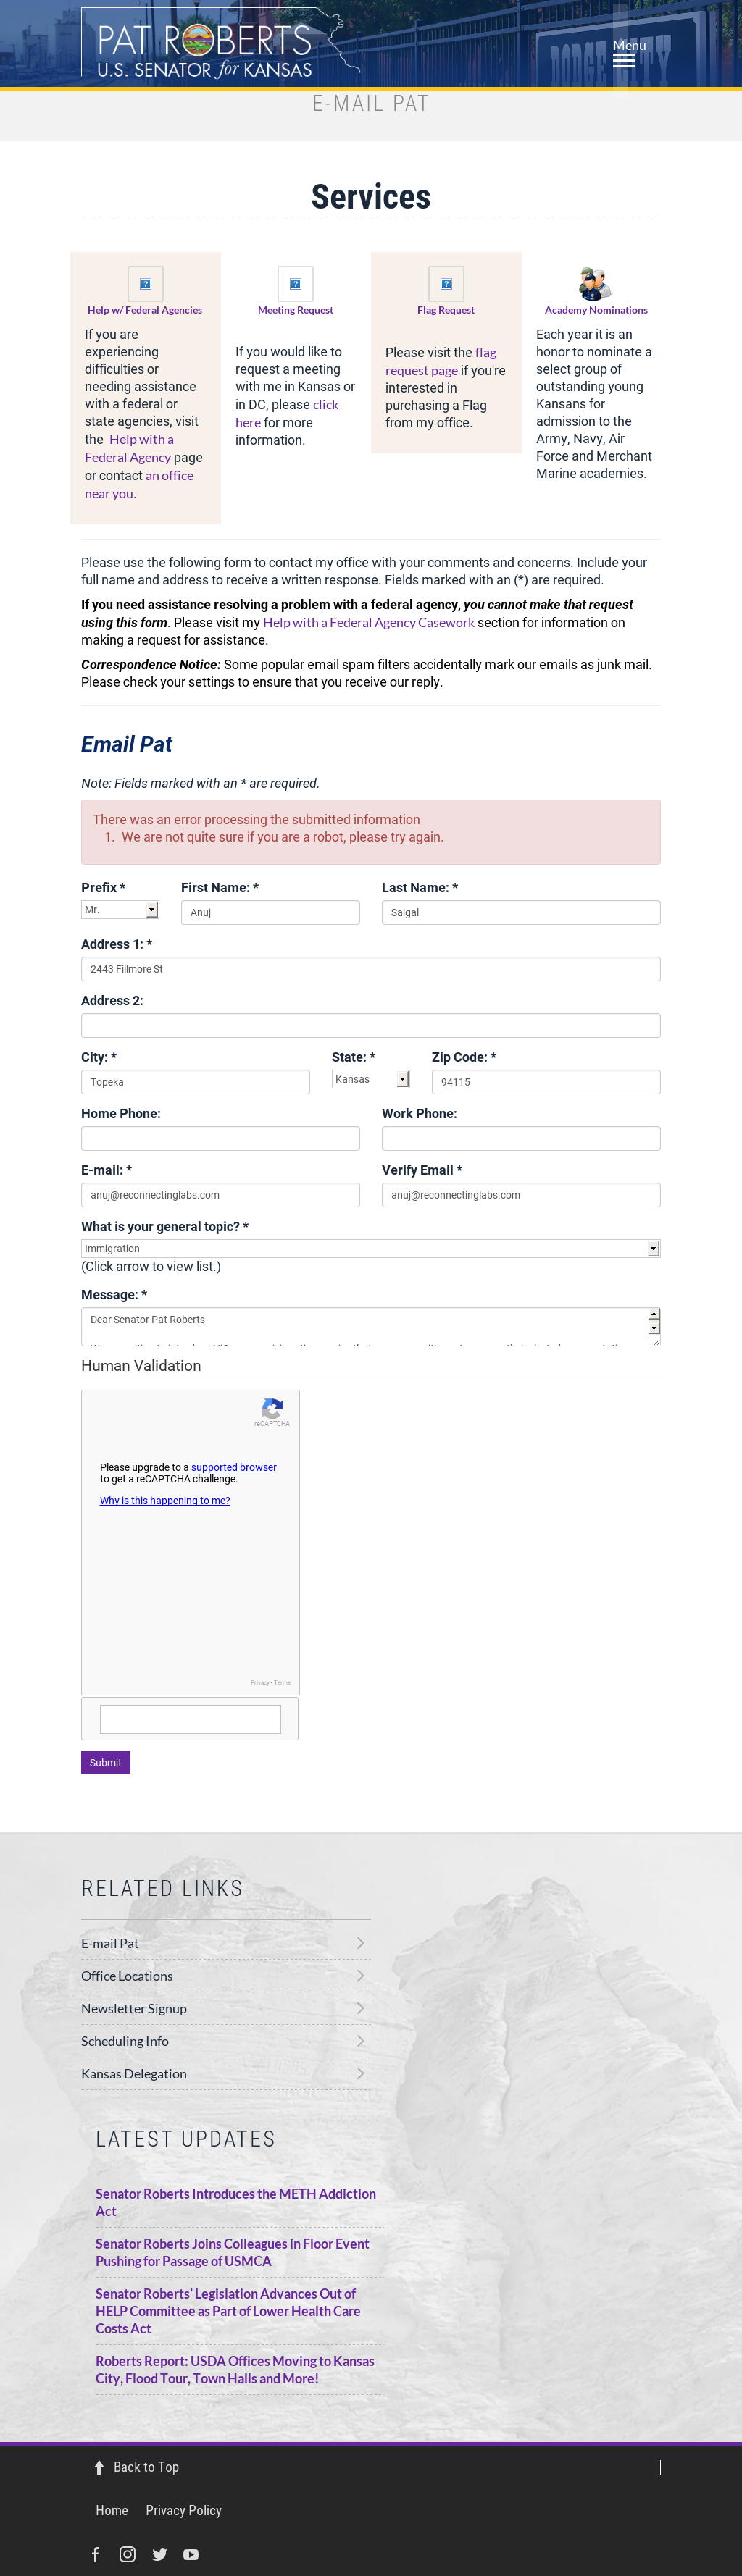 PAT ROBERTS
U.S. SENATOR for KANSAS
Menu
E-MAIL PAT
Services
Help w/ Federal Agencies
If you are
experiencing
difficulties or
needing assistance
with a federal or
state agencies, visit
the Help with a
Federal Agency page
or contact an office
near you.
Meeting Request
If you would like to
request a meeting
with me in Kansas or
in DC, please click
here for more
information.
Flag Request
Please visit the flag
request page if you're
interested in
purchasing a Flag
from my office.
Academy Nominations
Each year it is an
honor to nominate a
select group of
outstanding young
Kansans for
admission to the
Army, Navy, Air
Force and Merchant
Marine academies.
Please use the following form to contact my office with your comments and concerns. Include your
full name and address to receive a written response. Fields marked with an (*) are required.
If you need assistance resolving a problem with a federal agency, you cannot make that request
using this form. Please visit my Help with a Federal Agency Casework section for information on
making a request for assistance.
Correspondence Notice: Some popular email spam filters accidentally mark our emails as junk mail.
Please check your settings to ensure that you receive our reply.
Email Pat
Note: Fields marked with an * are required.
There was an error processing the submitted information
1. We are not quite sure if you are a robot, please try again.
Prefix * First Name: * Last Name: *
Mr. Anuj Saigal
Address 1: *
2443 Fillmore St
Address 2:
City: * State: * Zip Code: *
Topeka Kansas 94115
Home Phone: Work Phone:
E-mail: * Verify Email *
anuj@reconnectinglabs.com anuj@reconnectinglabs.com
What is your general topic? *
Immigration
(Click arrow to view list.)
Message: *
Dear Senator Pat Roberts
Human Validation
reCAPTCHA
Please upgrade to a supported browser
to get a reCAPTCHA challenge.
Why is this happening to me?
Privacy • Terms
Submit
RELATED LINKS
E-mail Pat
Office Locations
Newsletter Signup
Scheduling Info
Kansas Delegation
LATEST UPDATES
Senator Roberts Introduces the METH Addiction
Act
Senator Roberts Joins Colleagues in Floor Event
Pushing for Passage of USMCA
Senator Roberts’ Legislation Advances Out of
HELP Committee as Part of Lower Health Care
Costs Act
Roberts Report: USDA Offices Moving to Kansas
City, Flood Tour, Town Halls and More!
Back to Top
Home Privacy Policy